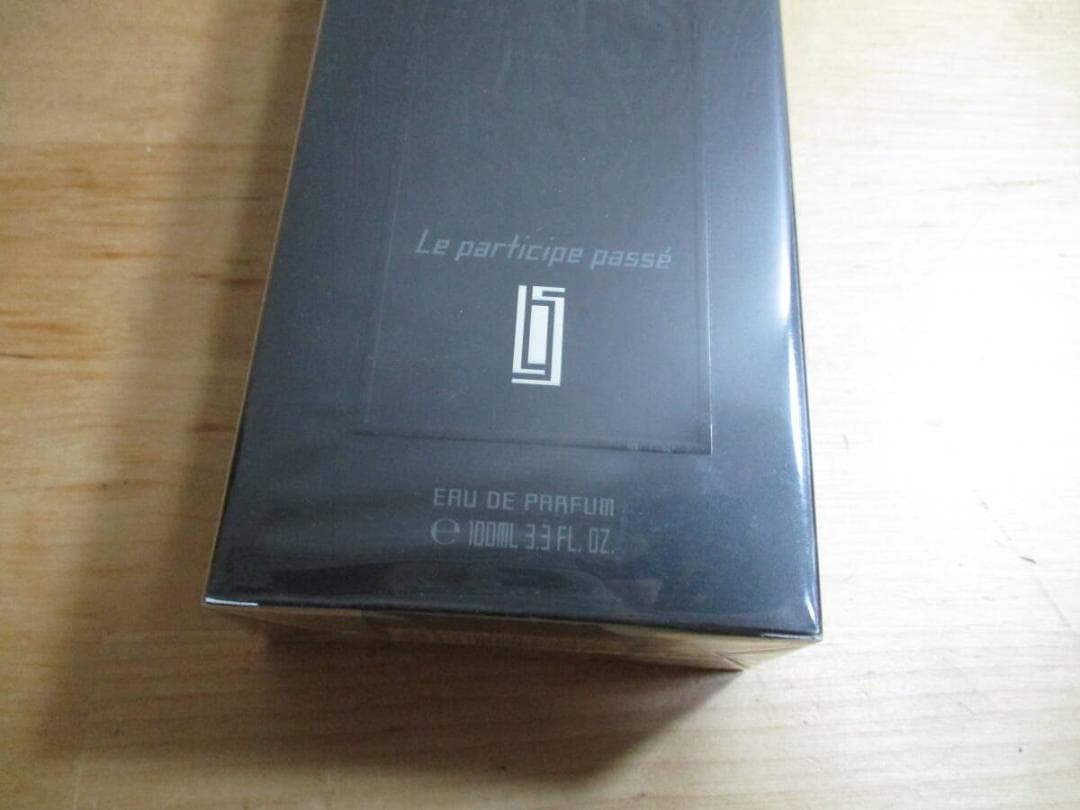 Le participe passé
EAU DE PARFUM
℮ 100ML 3.3 FL. OZ.